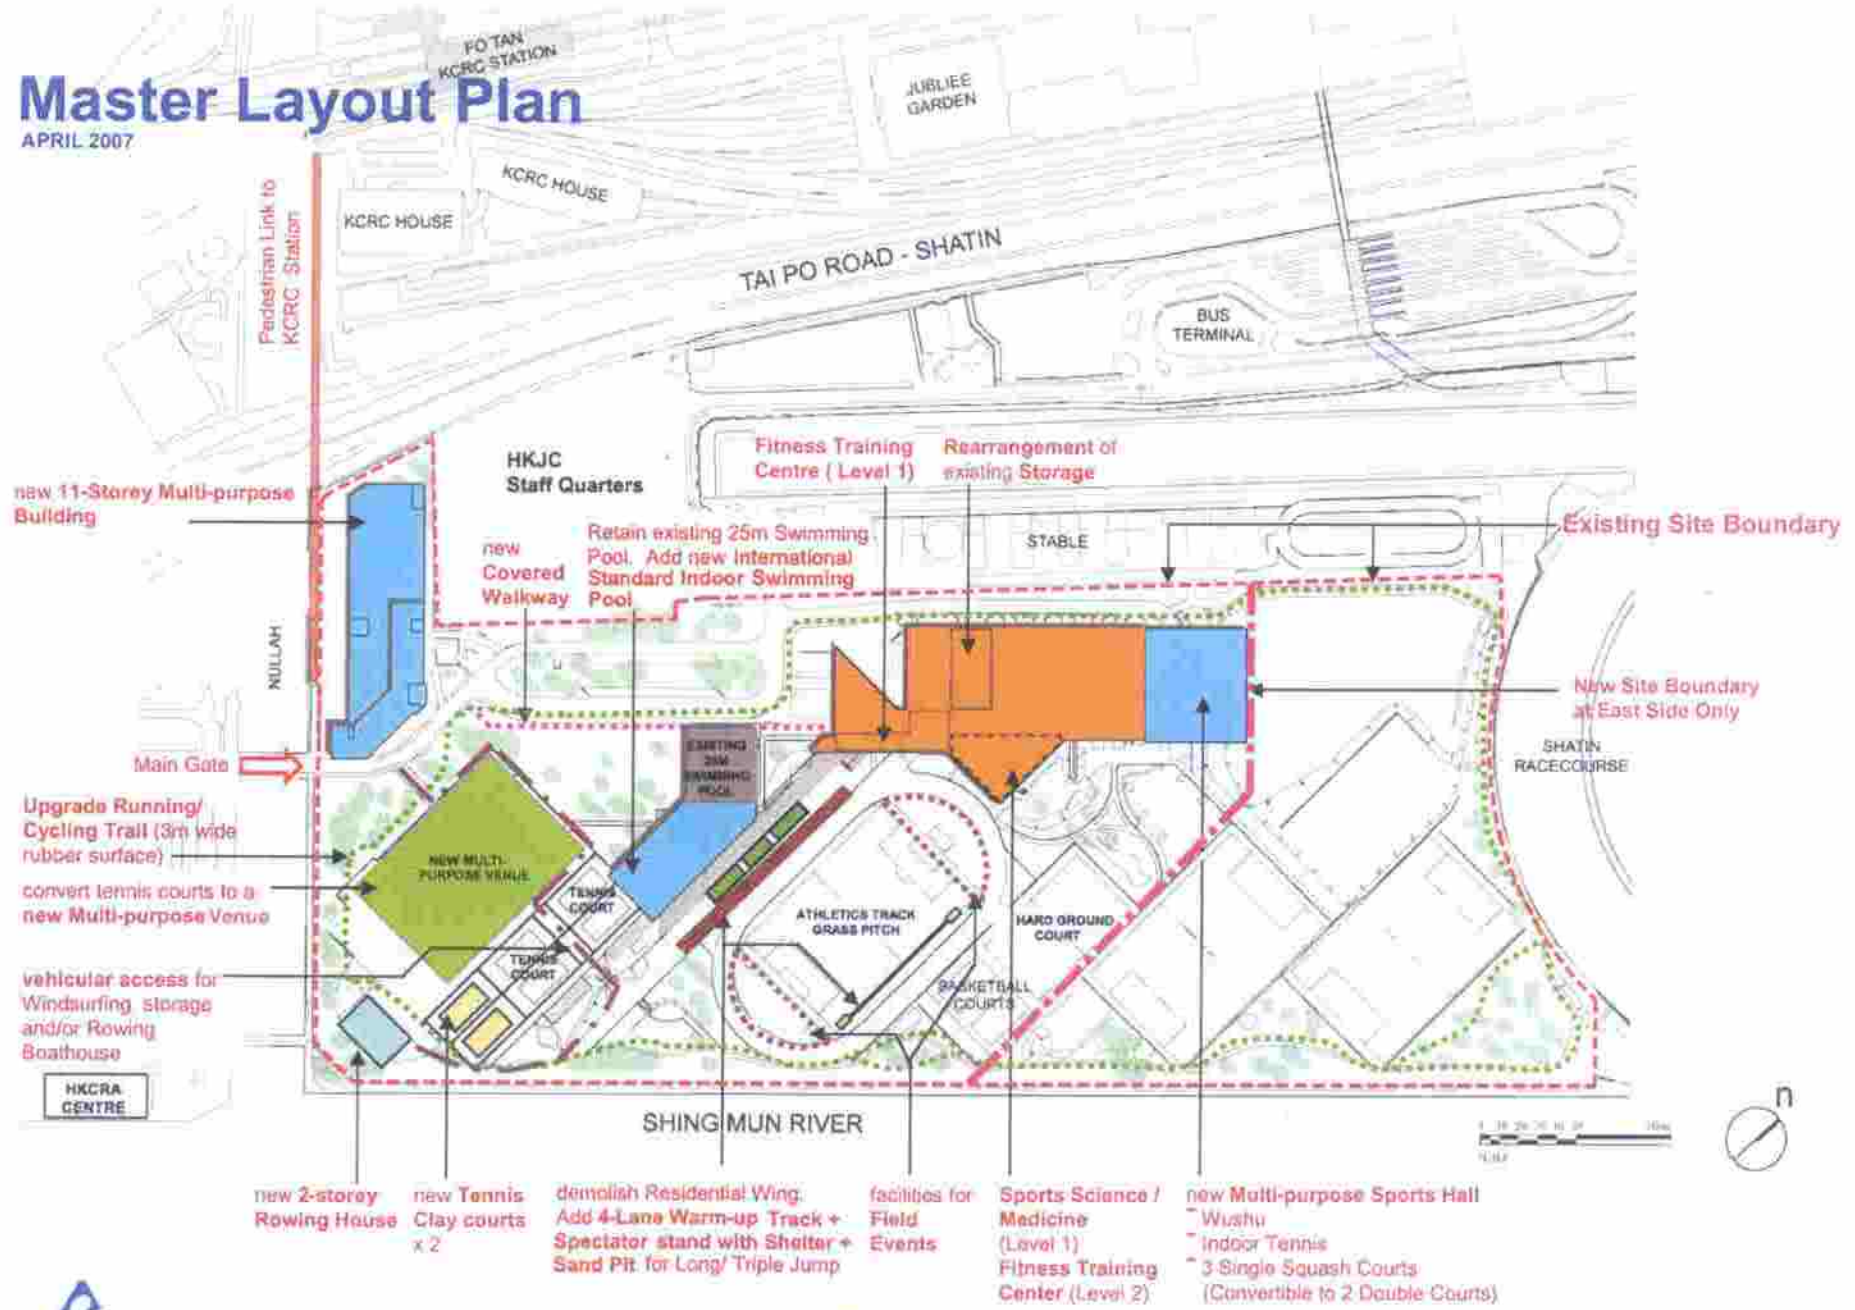 FO TAN
KCRC STATION
Master Layout Plan
APRIL 2007
JUBLIEE
GARDEN
KCRC HOUSE
KCRC HOUSE
Pedestrian Link to
KCRC Station
TAI PO ROAD - SHATIN
BUS
TERMINAL
HKJC
Staff Quarters
Fitness Training
Centre ( Level 1)
Rearrangement of
existing Storage
new 11-Storey Multi-purpose
Building
new
Covered
Walkway
Retain existing 25m Swimming
Pool. Add new International
Standard Indoor Swimming
Pool
STABLE
Existing Site Boundary
NULLAH
New Site Boundary
at East Side Only
Main Gate
EXISTING
25M
SWIMMING
POOL
SHATIN
RACECOURSE
Upgrade Running/
Cycling Trail (3m wide
rubber surface)
NEW MULTI-
PURPOSE VENUE
convert tennis courts to a
new Multi-purpose Venue
TENNIS
COURT
ATHLETICS TRACK
GRASS PITCH
HARD GROUND
COURT
TENNIS
COURT
vehicular access for
Windsurfing storage
and/or Rowing
Boathouse
BASKETBALL
COURTS
HKCRA
CENTRE
SHING MUN RIVER
n
new 2-storey
Rowing House
new Tennis
Clay courts
x 2
demolish Residential Wing.
Add 4-Lane Warm-up Track +
Spectator stand with Shelter +
Sand Pit for Long/ Triple Jump
facilities for
Field
Events
Sports Science /
Medicine
(Level 1)
Fitness Training
Center (Level 2)
new Multi-purpose Sports Hall
- Wushu
- Indoor Tennis
- 3 Single Squash Courts
(Convertible to 2 Double Courts)